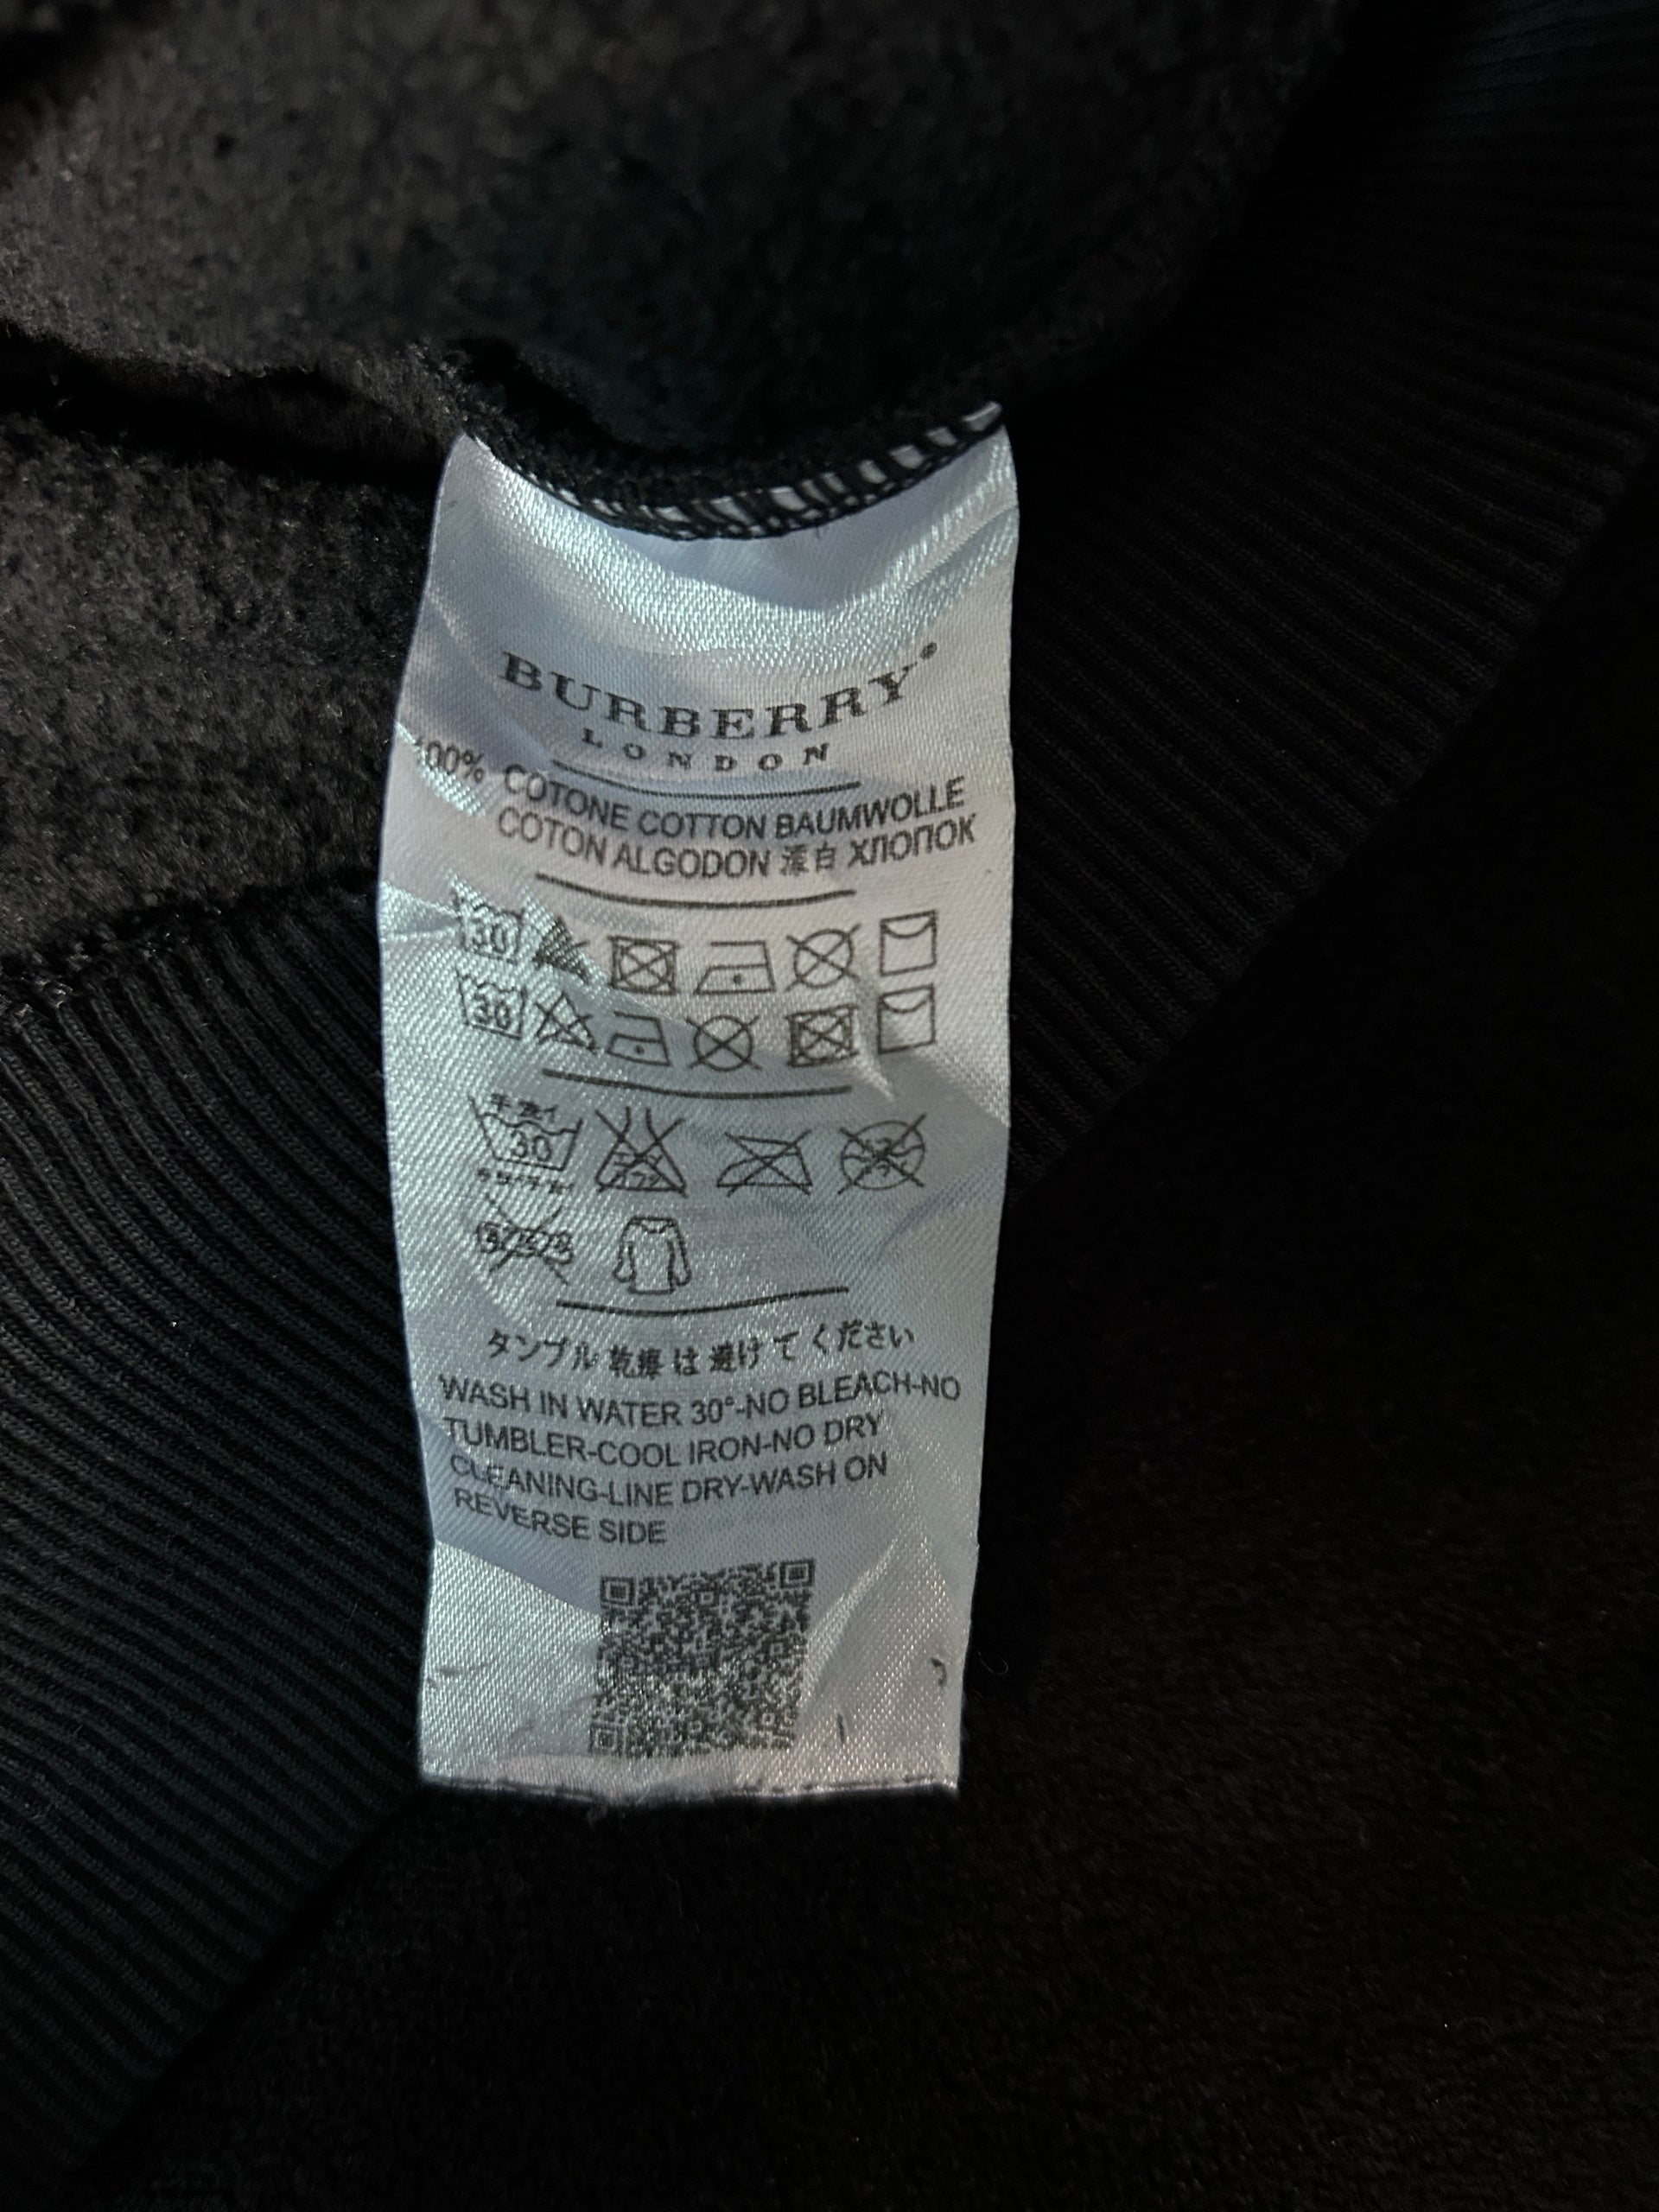 BURBERRY®
LONDON
100% COTONE COTTON BAUMWOLLE
COTON ALGODON 漂白 ХЛОПОК
30
30
30
タンブル乾燥は避けてください
WASH IN WATER 30°-NO BLEACH-NO
TUMBLER-COOL IRON-NO DRY
CLEANING-LINE DRY-WASH ON
REVERSE SIDE